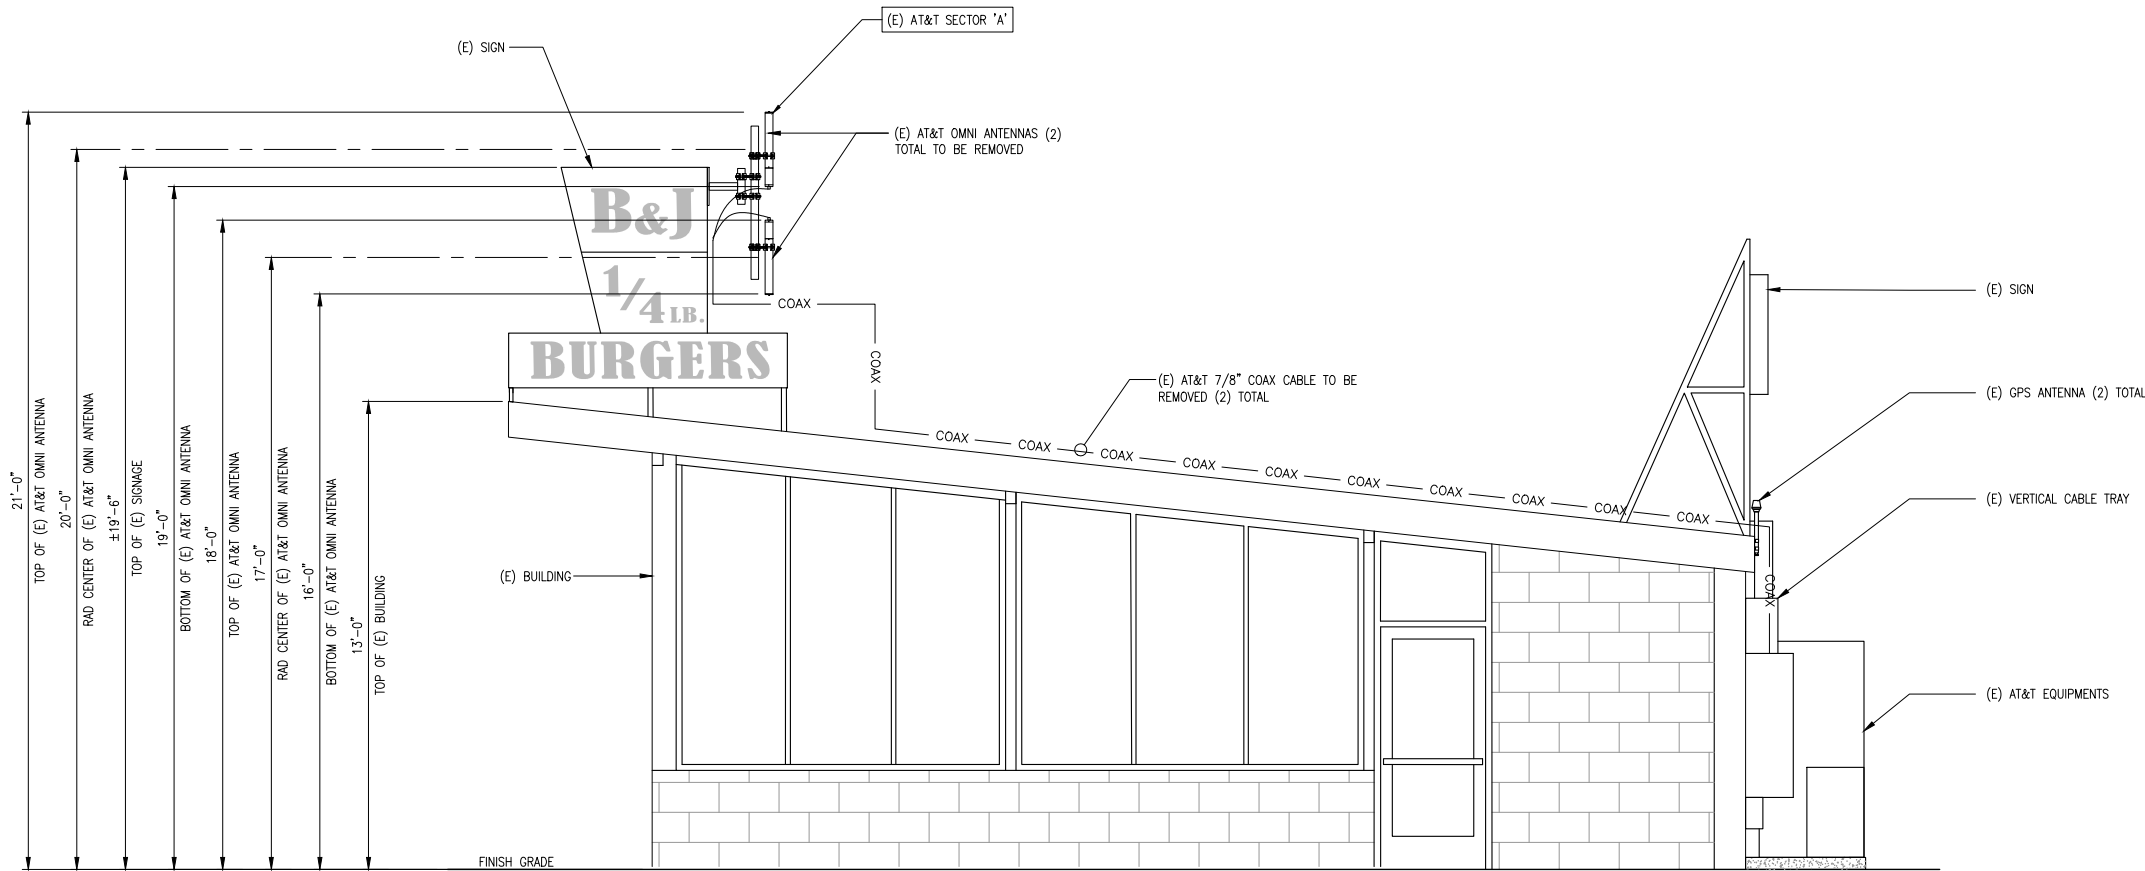 (E) AT&T SECTOR 'A'
(E) SIGN
(E) AT&T OMNI ANTENNAS (2)
TOTAL TO BE REMOVED
B&J
1/4 LB.
BURGERS
COAX
COAX
(E) AT&T 7/8" COAX CABLE TO BE
REMOVED (2) TOTAL
COAX COAX COAX COAX COAX COAX COAX COAX COAX COAX
COAX
(E) SIGN
(E) GPS ANTENNA (2) TOTAL
(E) VERTICAL CABLE TRAY
(E) AT&T EQUIPMENTS
(E) BUILDING
FINISH GRADE
21'-0"
TOP OF (E) AT&T OMNI ANTENNA
20'-0"
RAD CENTER OF (E) AT&T OMNI ANTENNA
±19'-6"
TOP OF (E) SIGNAGE
19'-0"
BOTTOM OF (E) AT&T OMNI ANTENNA
18'-0"
TOP OF (E) AT&T OMNI ANTENNA
17'-0"
RAD CENTER OF (E) AT&T OMNI ANTENNA
16'-0"
BOTTOM OF (E) AT&T OMNI ANTENNA
13'-0"
TOP OF (E) BUILDING